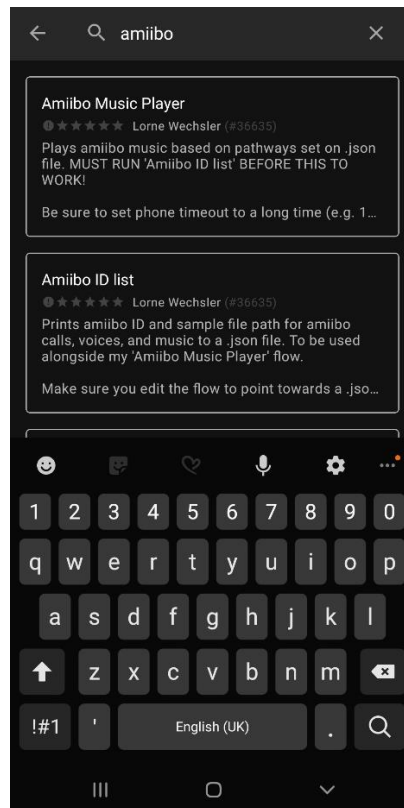 amiibo
Amiibo Music Player
Lorne Wechsler (#36635)
Plays amiibo music based on pathways set on .json
file. MUST RUN 'Amiibo ID list' BEFORE THIS TO
WORK!
Be sure to set phone timeout to a long time (e.g. 1...
Amiibo ID list
Lorne Wechsler (#36635)
Prints amiibo ID and sample file path for amiibo
calls, voices, and music to a .json file. To be used
alongside my 'Amiibo Music Player' flow.
Make sure you edit the flow to point towards a .jso...
1 2 3 4 5 6 7 8 9 0
q w e r t y u i o p
a s d f g h j k l
z x c v b n m
!#1 ' English (UK) .